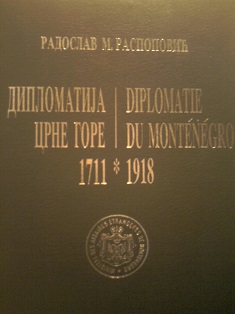 РАДОСЛАВ М. РАСПОПОВИЋ
ДИПЛОМАТИЈА | DIPLOMATIE
ЦРНЕ ГОРЕ | DU MONTÉNÉGRO
1711 * 1918